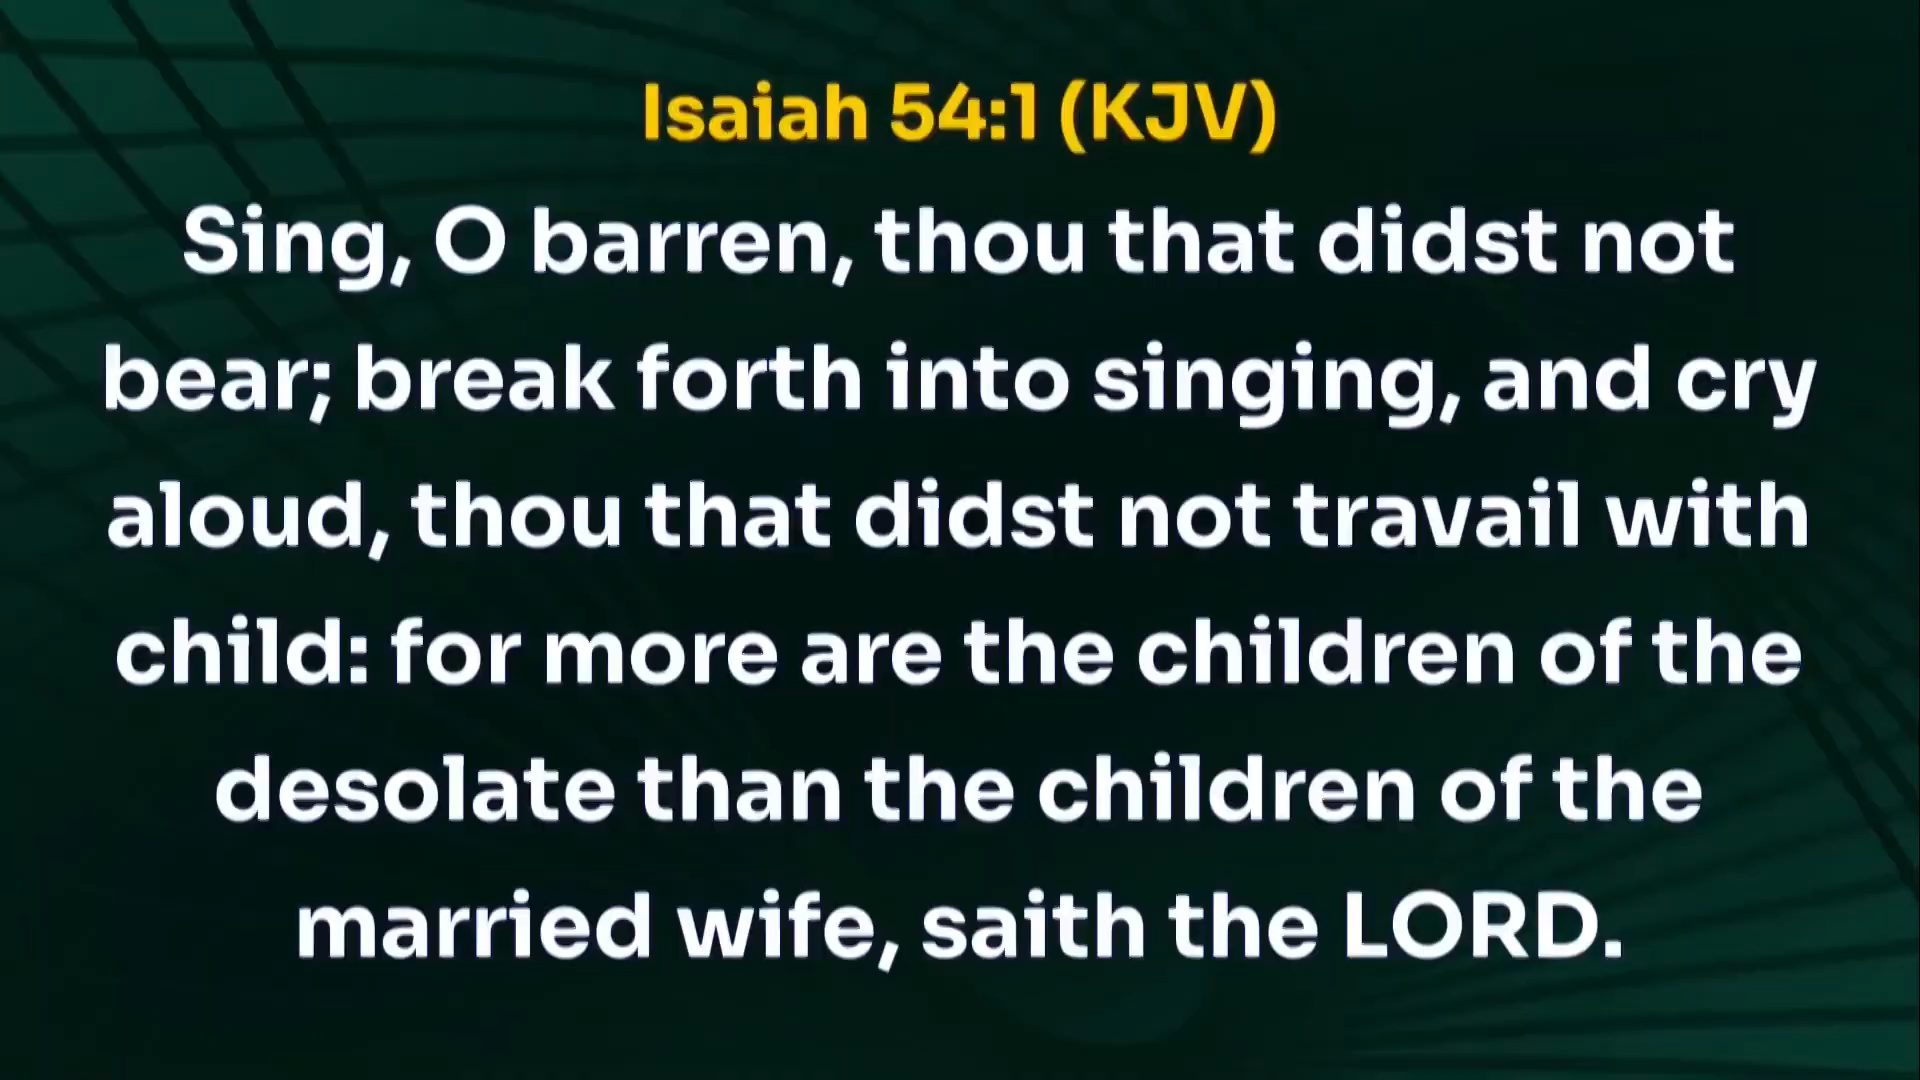 Isaiah 54:1 (KJV)
Sing, O barren, thou that didst not
bear; break forth into singing, and cry
aloud, thou that didst not travail with
child: for more are the children of the
desolate than the children of the
married wife, saith the LORD.